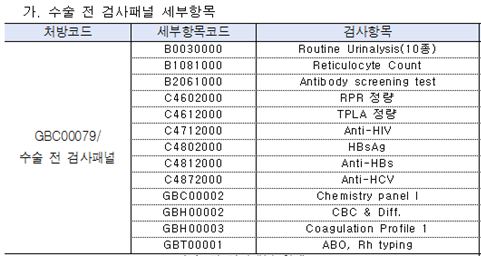 가. 수술 전 검사패널 세부항목
처방코드 세부항목코드 검사항목
GBC00079/
수술 전 검사패널
B0030000 Routine Urinalysis(10종)
B1081000 Reticulocyte Count
B2061000 Antibody screening test
C4602000 RPR 정량
C4612000 TPLA 정량
C4712000 Anti-HIV
C4802000 HBsAg
C4812000 Anti-HBs
C4872000 Anti-HCV
GBC00002 Chemistry panel I
GBH00002 CBC & Diff.
GBH00003 Coagulation Profile 1
GBT00001 ABO, Rh typing